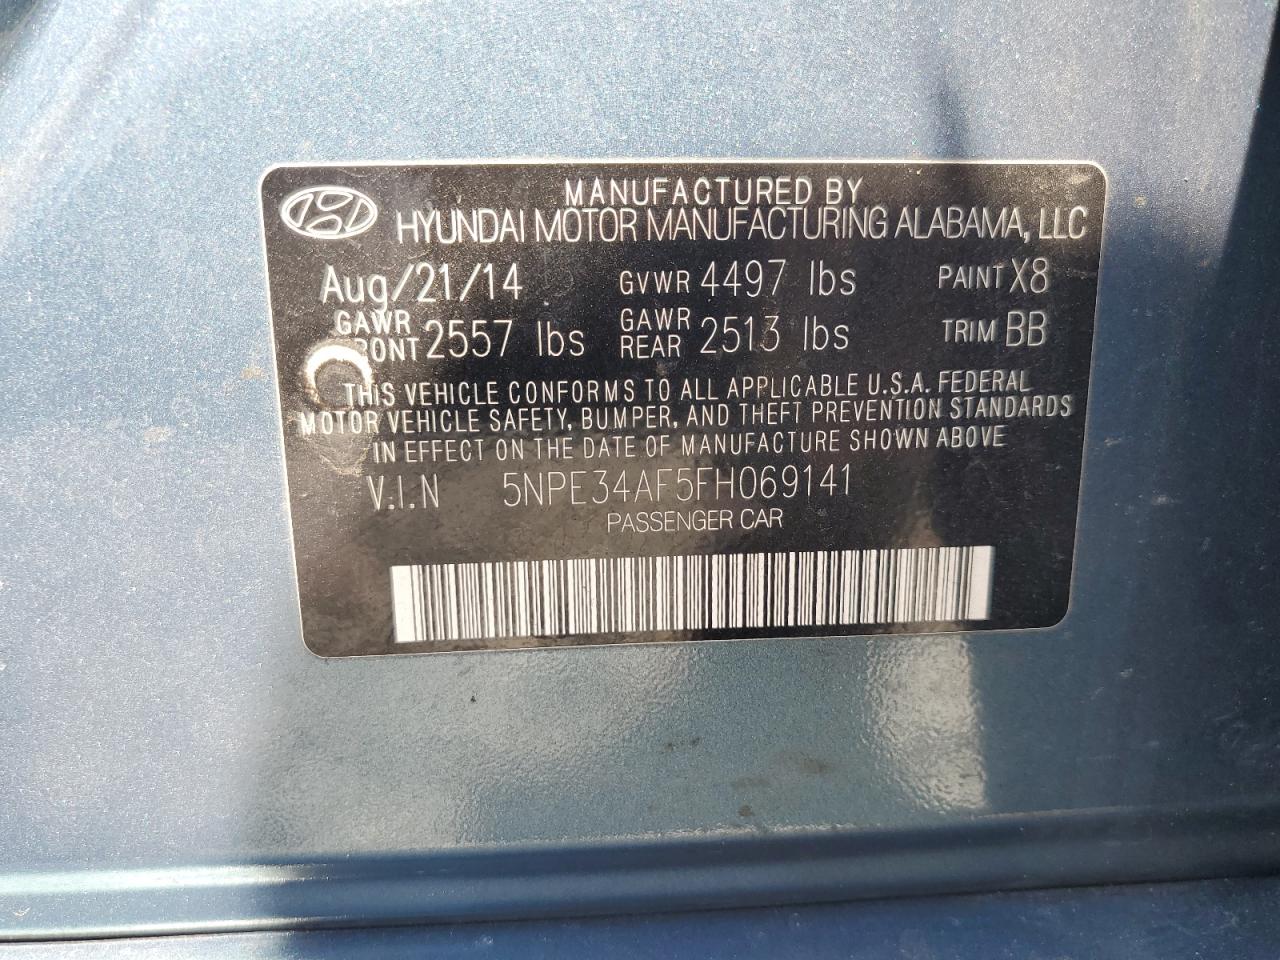 MANUFACTURED BY
HYUNDAI MOTOR MANUFACTURING ALABAMA, LLC
Aug/21/14 GVWR 4497 lbs PAINT X8
GAWR FRONT 2557 lbs GAWR REAR 2513 lbs TRIM BB
THIS VEHICLE CONFORMS TO ALL APPLICABLE U.S.A. FEDERAL
MOTOR VEHICLE SAFETY, BUMPER, AND THEFT PREVENTION STANDARDS
IN EFFECT ON THE DATE OF MANUFACTURE SHOWN ABOVE
V.I.N 5NPE34AF5FH069141
PASSENGER CAR